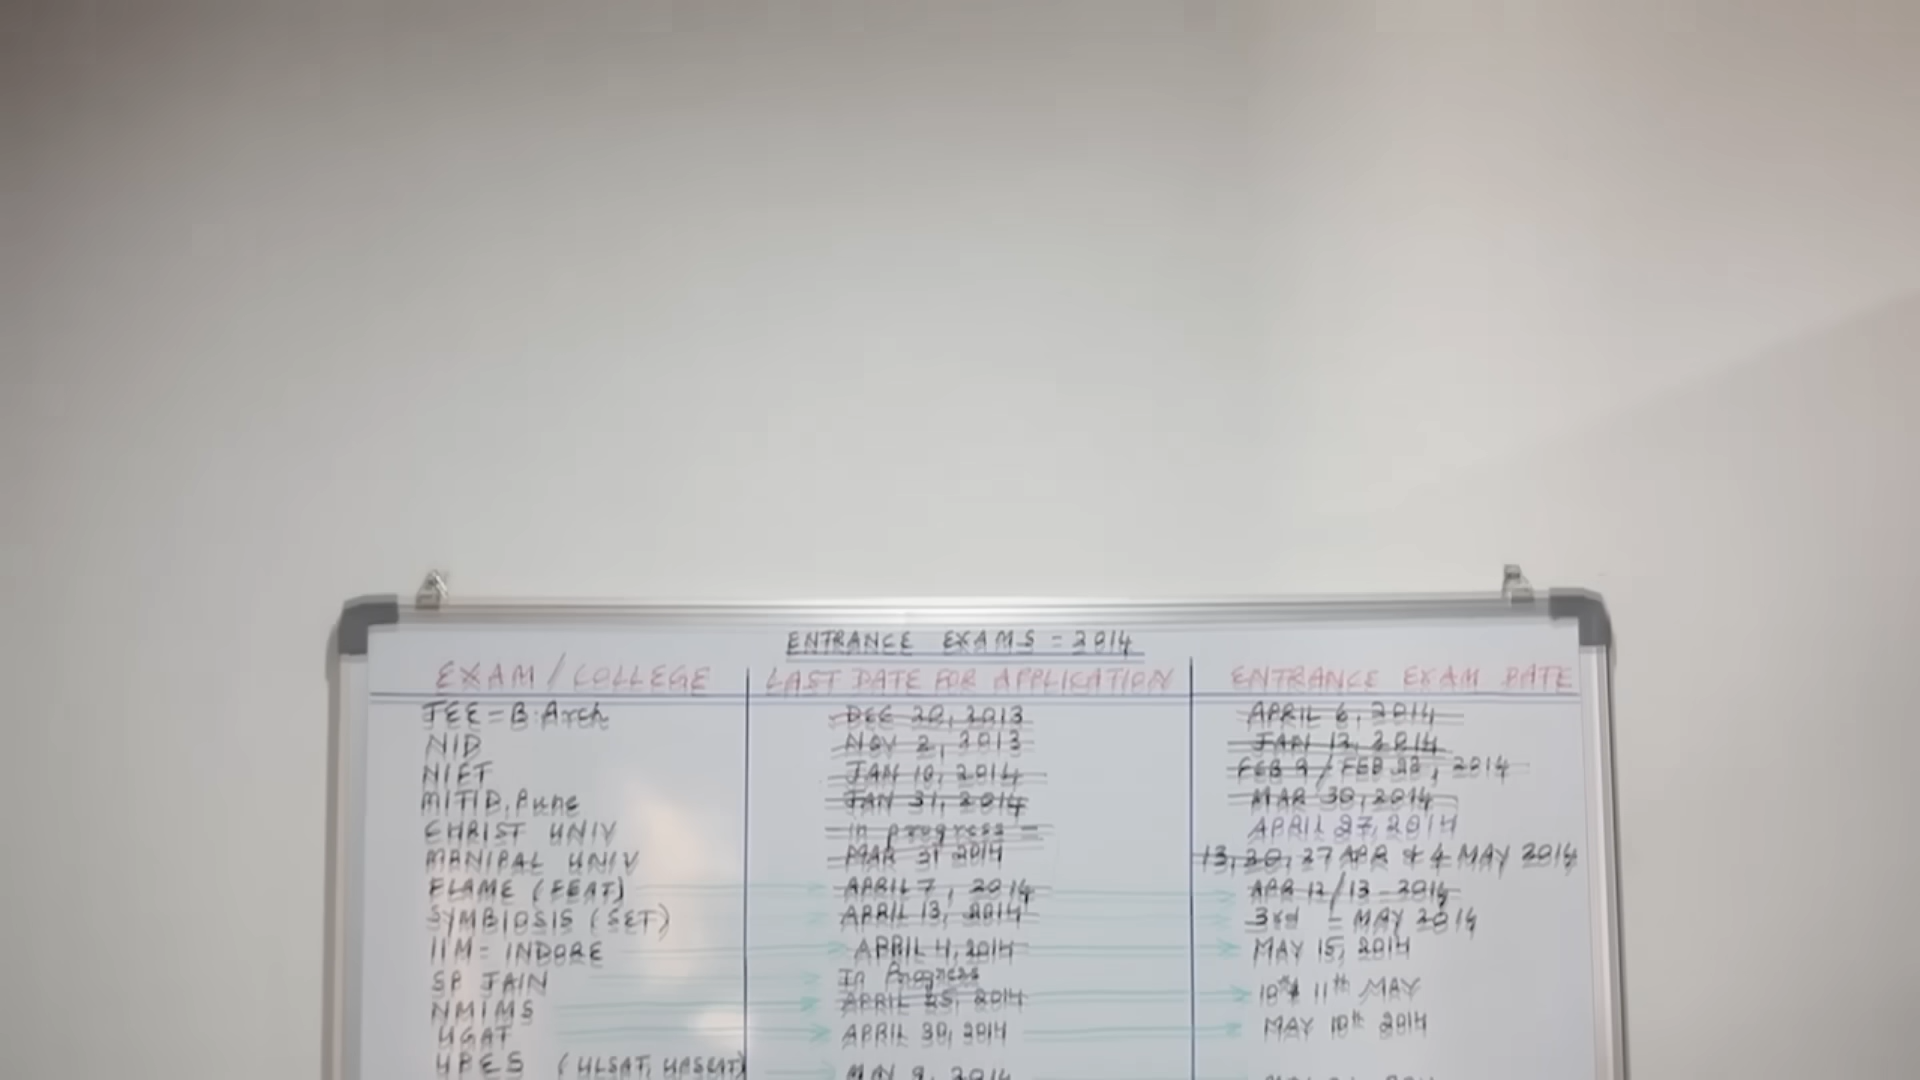 ENTRANCE EXAMS = 2014
EXAM / COLLEGE LAST DATE FOR APPLICATION ENTRANCE EXAM DATE
JEE = B.Arch DEC 20, 2013 APRIL 6, 2014
NID NOV 2, 2013 JAN 12, 2014
NIFT JAN 10, 2014 FEB 9 / FEB 23, 2014
MITID, Pune JAN 31, 2014 MAR 30, 2014
CHRIST UNIV In progress APRIL 27, 2014
MANIPAL UNIV MAR 31 2014 13, 20, 27 APR & 4 MAY 2014
FLAME (FEAT) APRIL 7, 2014 APR 12/13 - 2014
SYMBIOSIS (SET) APRIL 13, 2014 3rd = MAY 2014
IIM = INDORE APRIL 4, 2014 MAY 15, 2014
SP JAIN In Progress
NMIMS APRIL 25, 2014 10th 11th MAY
UGAT APRIL 30, 2014 MAY 10th 2014
UPES (ULSAT, MAY 9, 2014